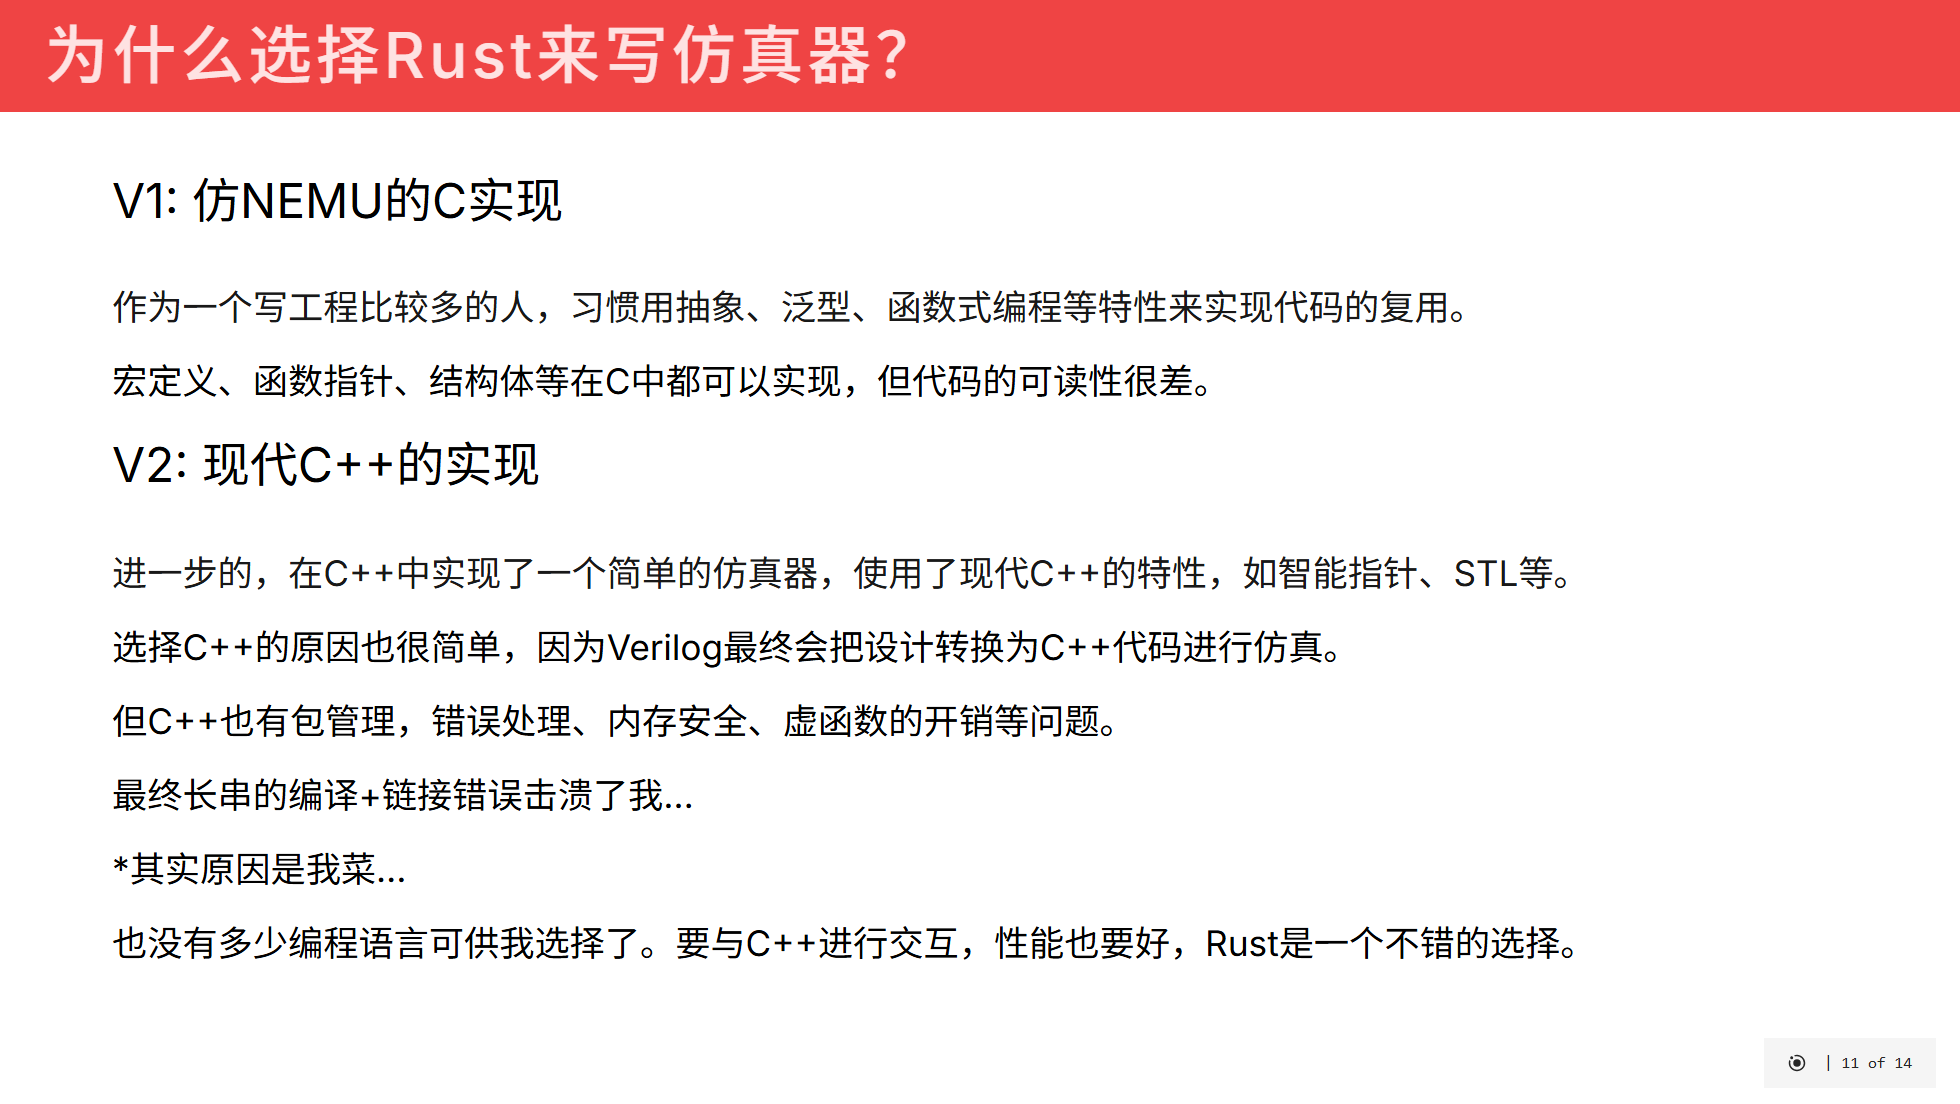 为什么选择Rust来写仿真器？
V1: 仿NEMU的C实现
作为一个写工程比较多的人，习惯用抽象、泛型、函数式编程等特性来实现代码的复用。
宏定义、函数指针、结构体等在C中都可以实现，但代码的可读性很差。
V2: 现代C++的实现
进一步的，在C++中实现了一个简单的仿真器，使用了现代C++的特性，如智能指针、STL等。
选择C++的原因也很简单，因为Verilog最终会把设计转换为C++代码进行仿真。
但C++也有包管理，错误处理、内存安全、虚函数的开销等问题。
最终长串的编译+链接错误击溃了我...
*其实原因是我菜...
也没有多少编程语言可供我选择了。要与C++进行交互，性能也要好，Rust是一个不错的选择。
| 11 of 14